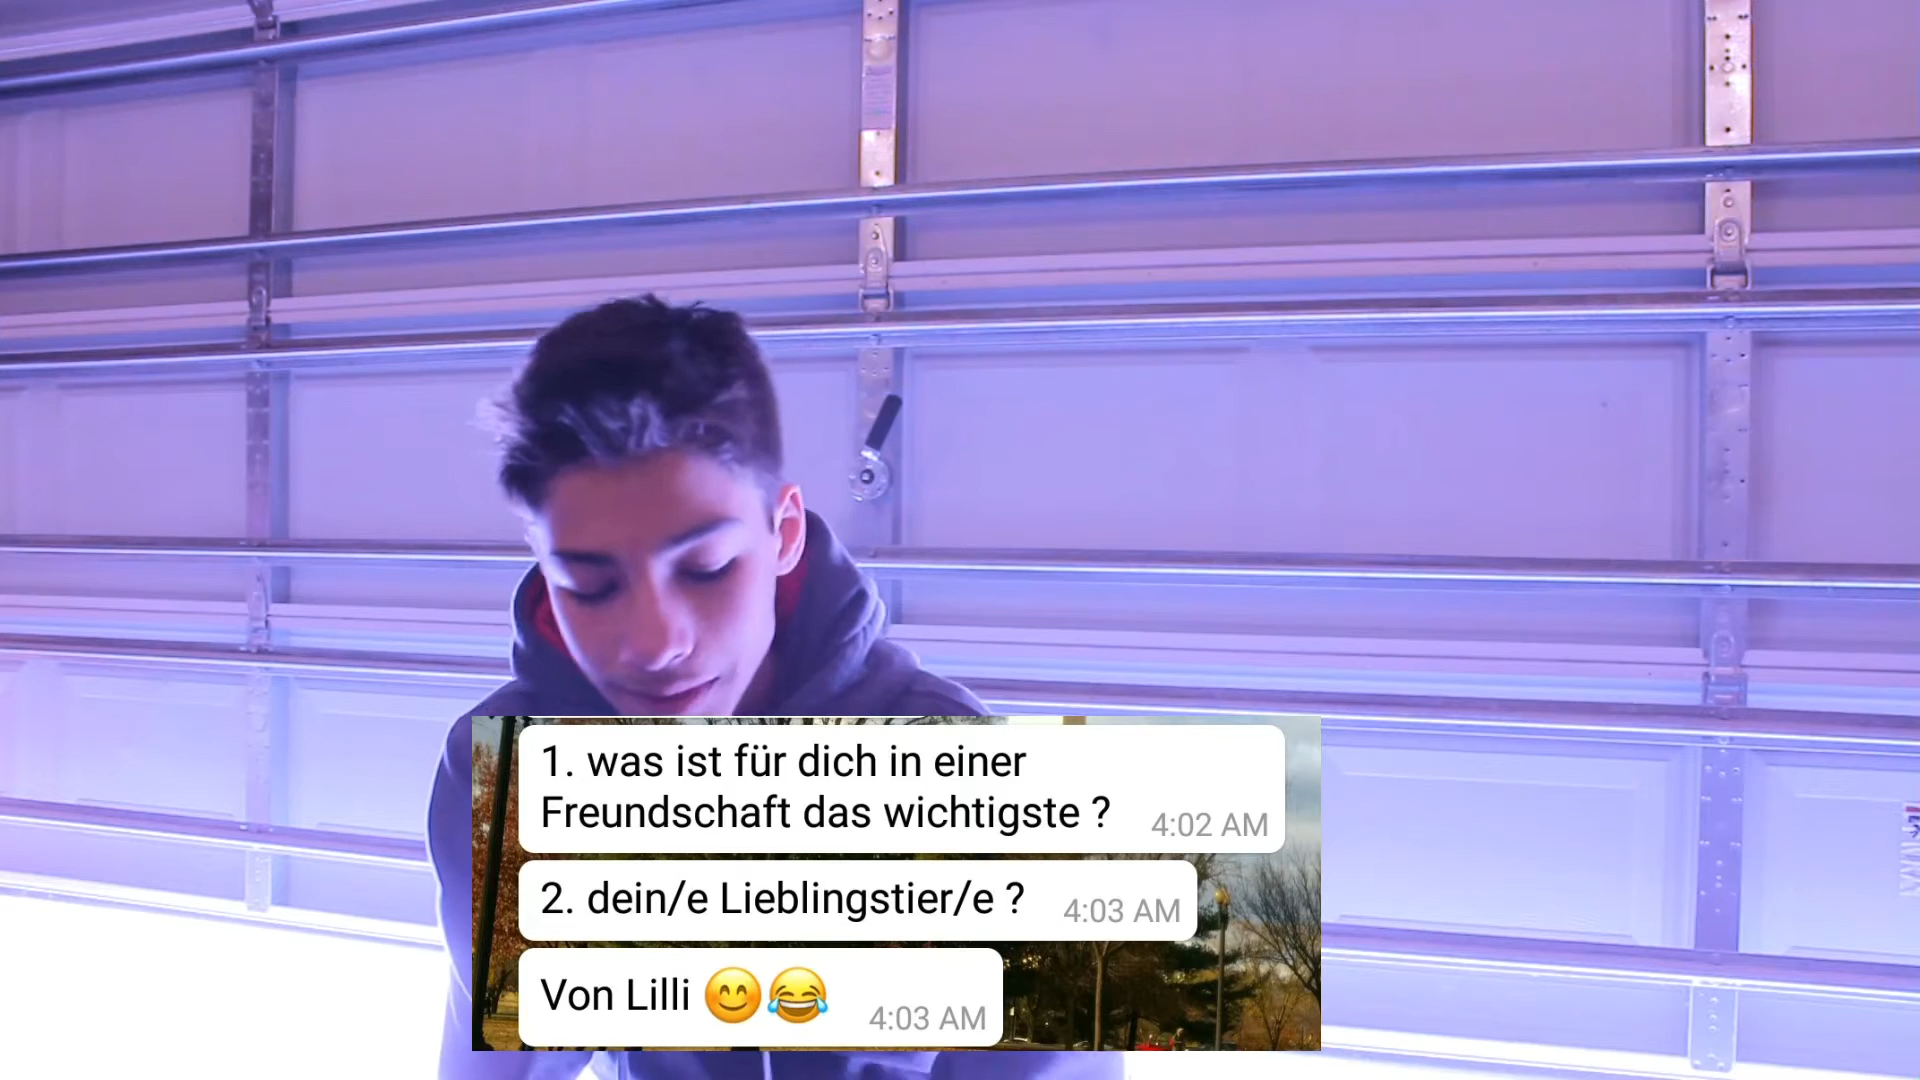 1. was ist für dich in einer
Freundschaft das wichtigste ? 4:02 AM
2. dein/e Lieblingstier/e ? 4:03 AM
Von Lilli 😊😂 4:03 AM